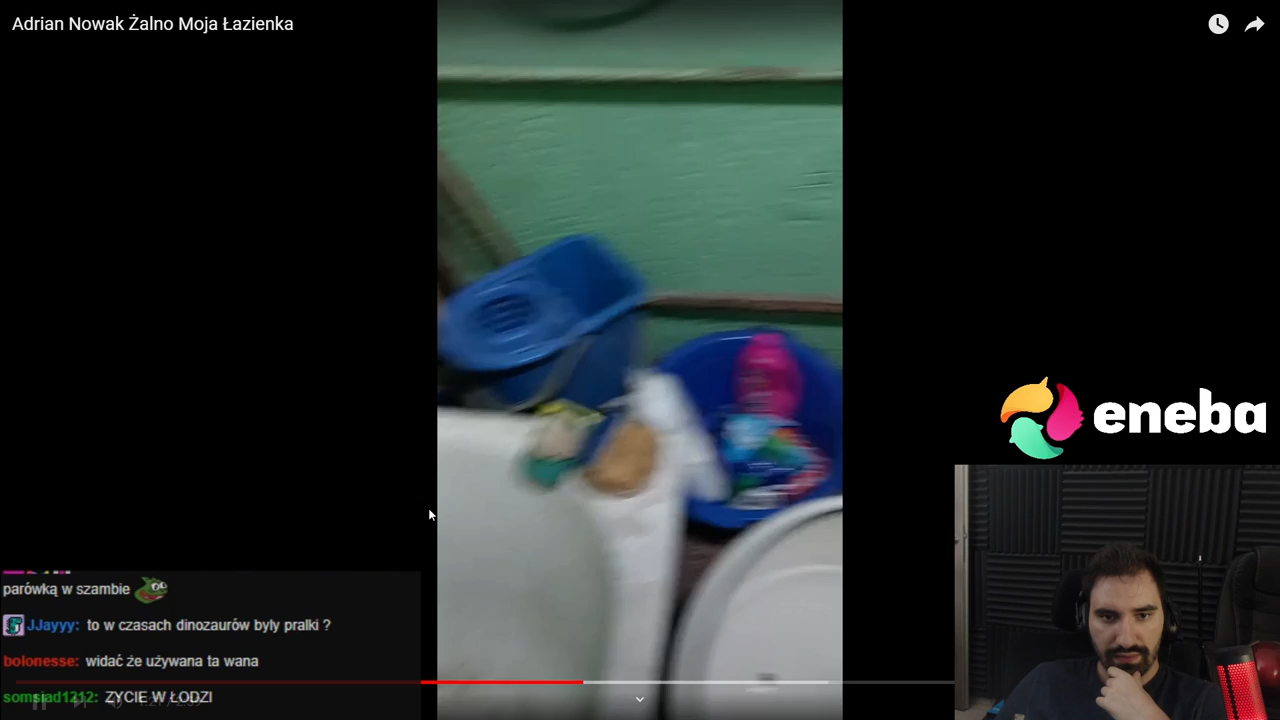 Adrian Nowak Żalno Moja Łazienka
eneba
parówką w szambie
JJayyy: to w czasach dinozaurów byly pralki ?
bolonesse: widać że używana ta wana
somsiad1212: ZYCIE W ŁODZI